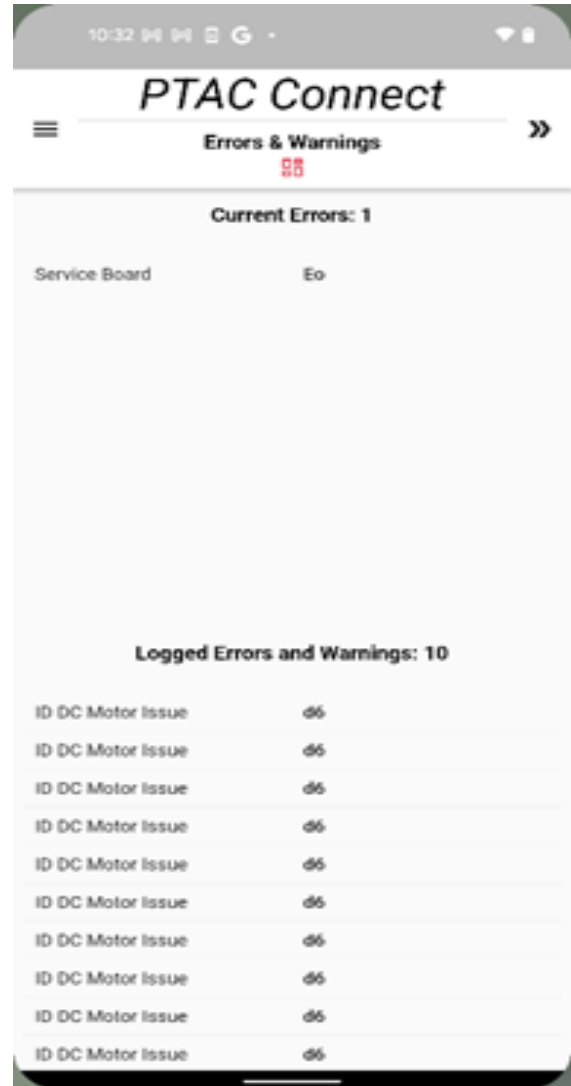 10:32 G
PTAC Connect
Errors & Warnings
Current Errors: 1
Service Board Eo
Logged Errors and Warnings: 10
ID DC Motor Issue d6
ID DC Motor Issue d6
ID DC Motor Issue d6
ID DC Motor Issue d6
ID DC Motor Issue d6
ID DC Motor Issue d6
ID DC Motor Issue d6
ID DC Motor Issue d6
ID DC Motor Issue d6
ID DC Motor Issue d6